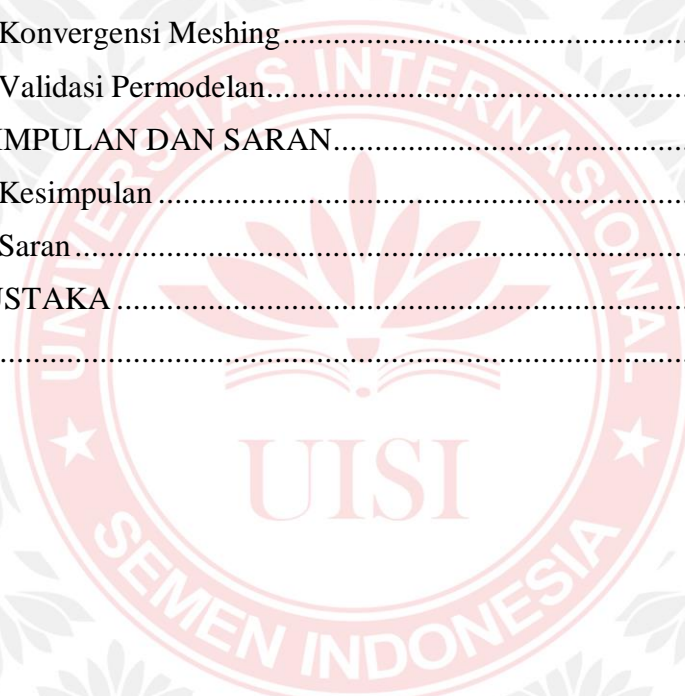 Konvergensi Meshing.......................................................
Validasi Permodelan.........................................................
IMPULAN DAN SARAN................................................
Kesimpulan .......................................................................
Saran..................................................................................
USTAKA ............................................................................
............................................................................................
UNIVERSITAS INTERNASIONAL
UISI
SEMEN INDONESIA